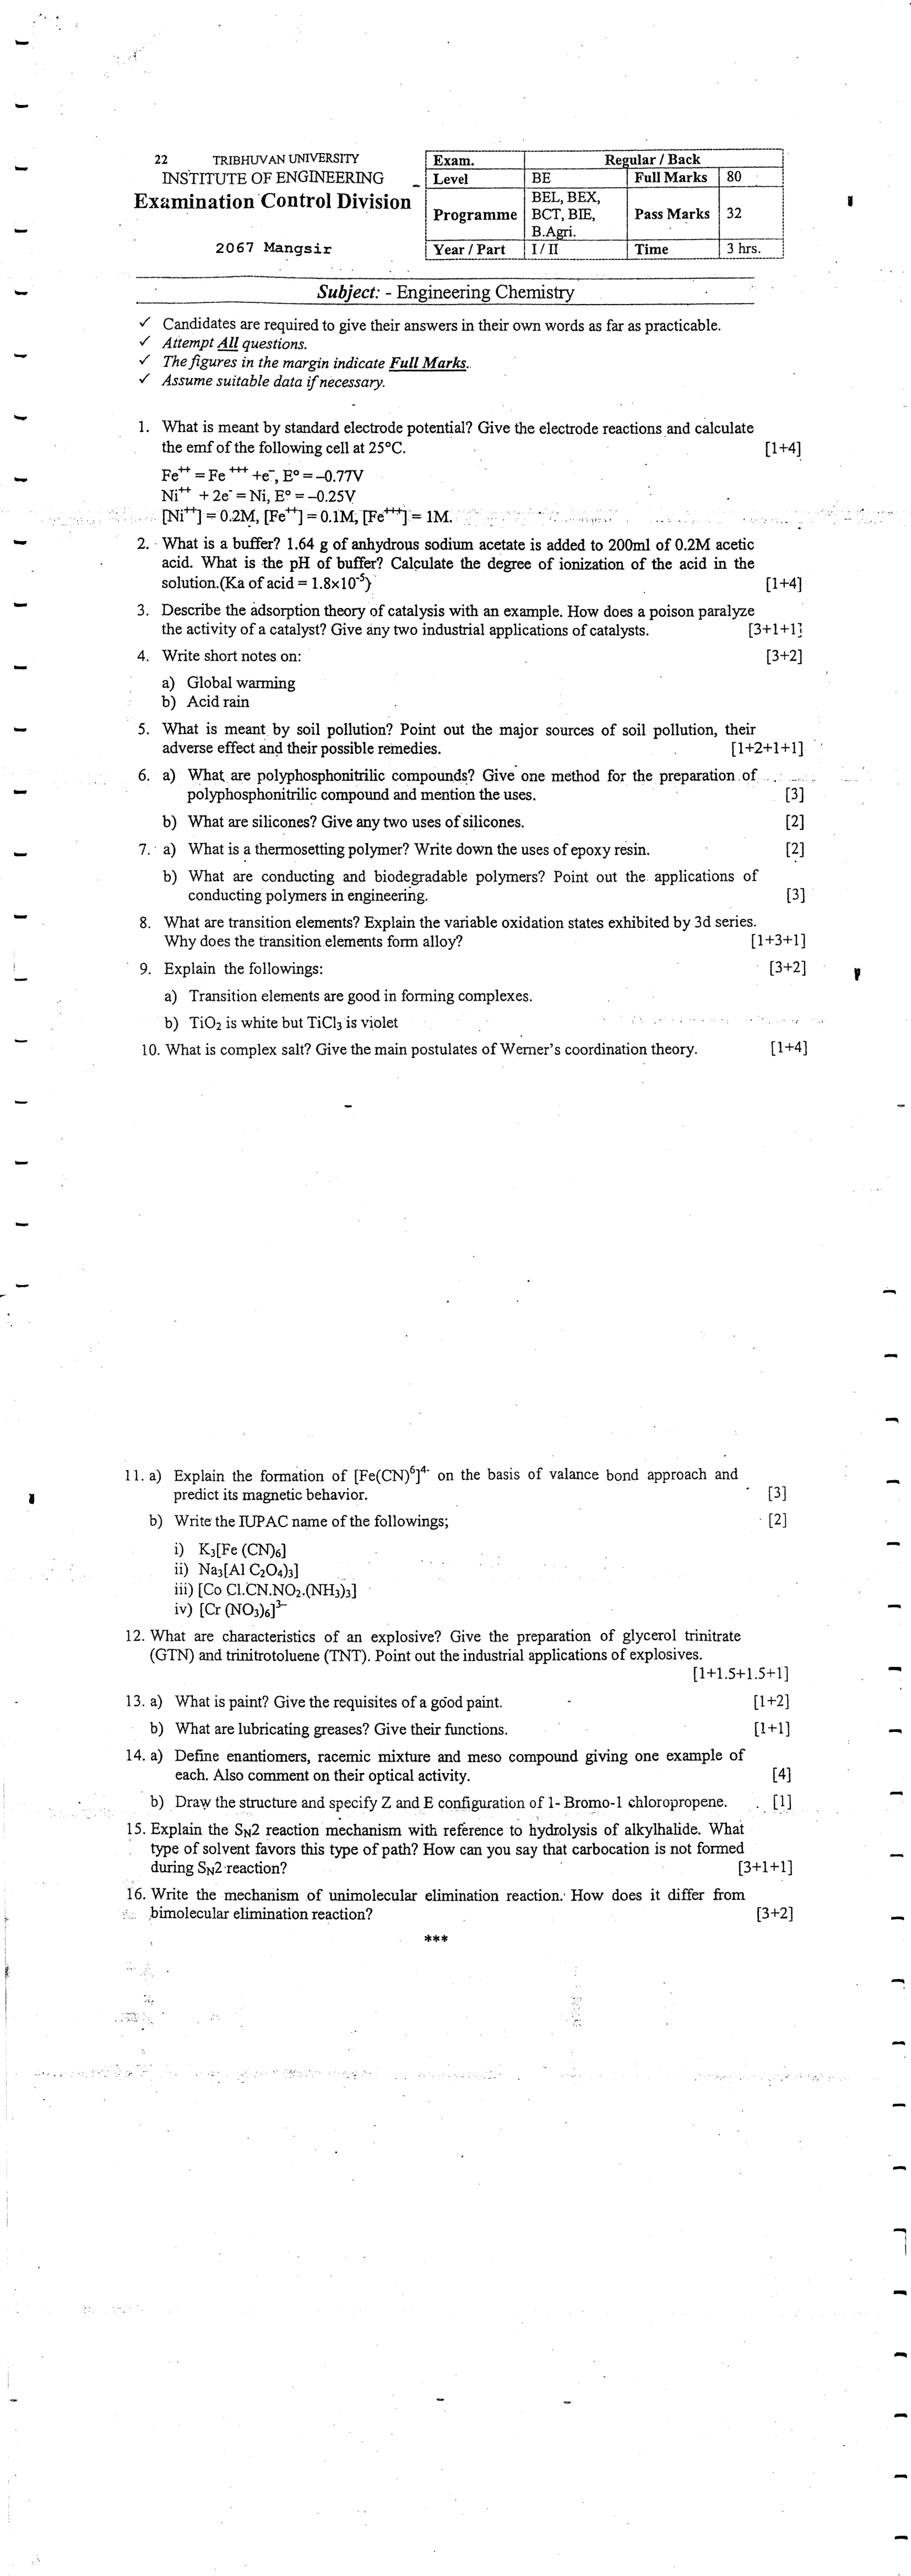 22 TRIBHUVAN UNIVERSITY
INSTITUTE OF ENGINEERING
Examination Control Division
2067 Mangsir
Exam. Regular / Back
Level BE Full Marks 80
Programme BEL, BEX, BCT, BIE, B.Agri. Pass Marks 32
Year / Part I / II Time 3 hrs.
Subject: - Engineering Chemistry
✓ Candidates are required to give their answers in their own words as far as practicable.
✓ Attempt All questions.
✓ The figures in the margin indicate Full Marks.
✓ Assume suitable data if necessary.
1. What is meant by standard electrode potential? Give the electrode reactions and calculate
the emf of the following cell at 25°C. [1+4]
Fe⁺⁺ = Fe ⁺⁺⁺ +e⁻, E° = –0.77V
Ni⁺⁺ + 2e⁻ = Ni, E° = –0.25V
[Ni⁺⁺] = 0.2M, [Fe⁺⁺] = 0.1M, [Fe⁺⁺⁺] = 1M.
2. What is a buffer? 1.64 g of anhydrous sodium acetate is added to 200ml of 0.2M acetic
acid. What is the pH of buffer? Calculate the degree of ionization of the acid in the
solution.(Ka of acid = 1.8×10⁻⁵) [1+4]
3. Describe the adsorption theory of catalysis with an example. How does a poison paralyze
the activity of a catalyst? Give any two industrial applications of catalysts. [3+1+1]
4. Write short notes on: [3+2]
a) Global warming
b) Acid rain
5. What is meant by soil pollution? Point out the major sources of soil pollution, their
adverse effect and their possible remedies. [1+2+1+1]
6. a) What are polyphosphonitrilic compounds? Give one method for the preparation of
polyphosphonitrilic compound and mention the uses. [3]
b) What are silicones? Give any two uses of silicones. [2]
7. a) What is a thermosetting polymer? Write down the uses of epoxy resin. [2]
b) What are conducting and biodegradable polymers? Point out the applications of
conducting polymers in engineering. [3]
8. What are transition elements? Explain the variable oxidation states exhibited by 3d series.
Why does the transition elements form alloy? [1+3+1]
9. Explain the followings: [3+2]
a) Transition elements are good in forming complexes.
b) TiO₂ is white but TiCl₃ is violet
10. What is complex salt? Give the main postulates of Werner's coordination theory. [1+4]
11. a) Explain the formation of [Fe(CN)⁶]⁴⁻ on the basis of valance bond approach and
predict its magnetic behavior. [3]
b) Write the IUPAC name of the followings; [2]
i) K₃[Fe (CN)₆]
ii) Na₃[Al C₂O₄)₃]
iii) [Co Cl.CN.NO₂.(NH₃)₃]
iv) [Cr (NO₃)₆]³⁻
12. What are characteristics of an explosive? Give the preparation of glycerol trinitrate
(GTN) and trinitrotoluene (TNT). Point out the industrial applications of explosives.
[1+1.5+1.5+1]
13. a) What is paint? Give the requisites of a good paint. [1+2]
b) What are lubricating greases? Give their functions. [1+1]
14. a) Define enantiomers, racemic mixture and meso compound giving one example of
each. Also comment on their optical activity. [4]
b) Draw the structure and specify Z and E configuration of 1- Bromo-1 chloropropene. [1]
15. Explain the S_N2 reaction mechanism with reference to hydrolysis of alkylhalide. What
type of solvent favors this type of path? How can you say that carbocation is not formed
during S_N2 reaction? [3+1+1]
16. Write the mechanism of unimolecular elimination reaction. How does it differ from
bimolecular elimination reaction? [3+2]
***